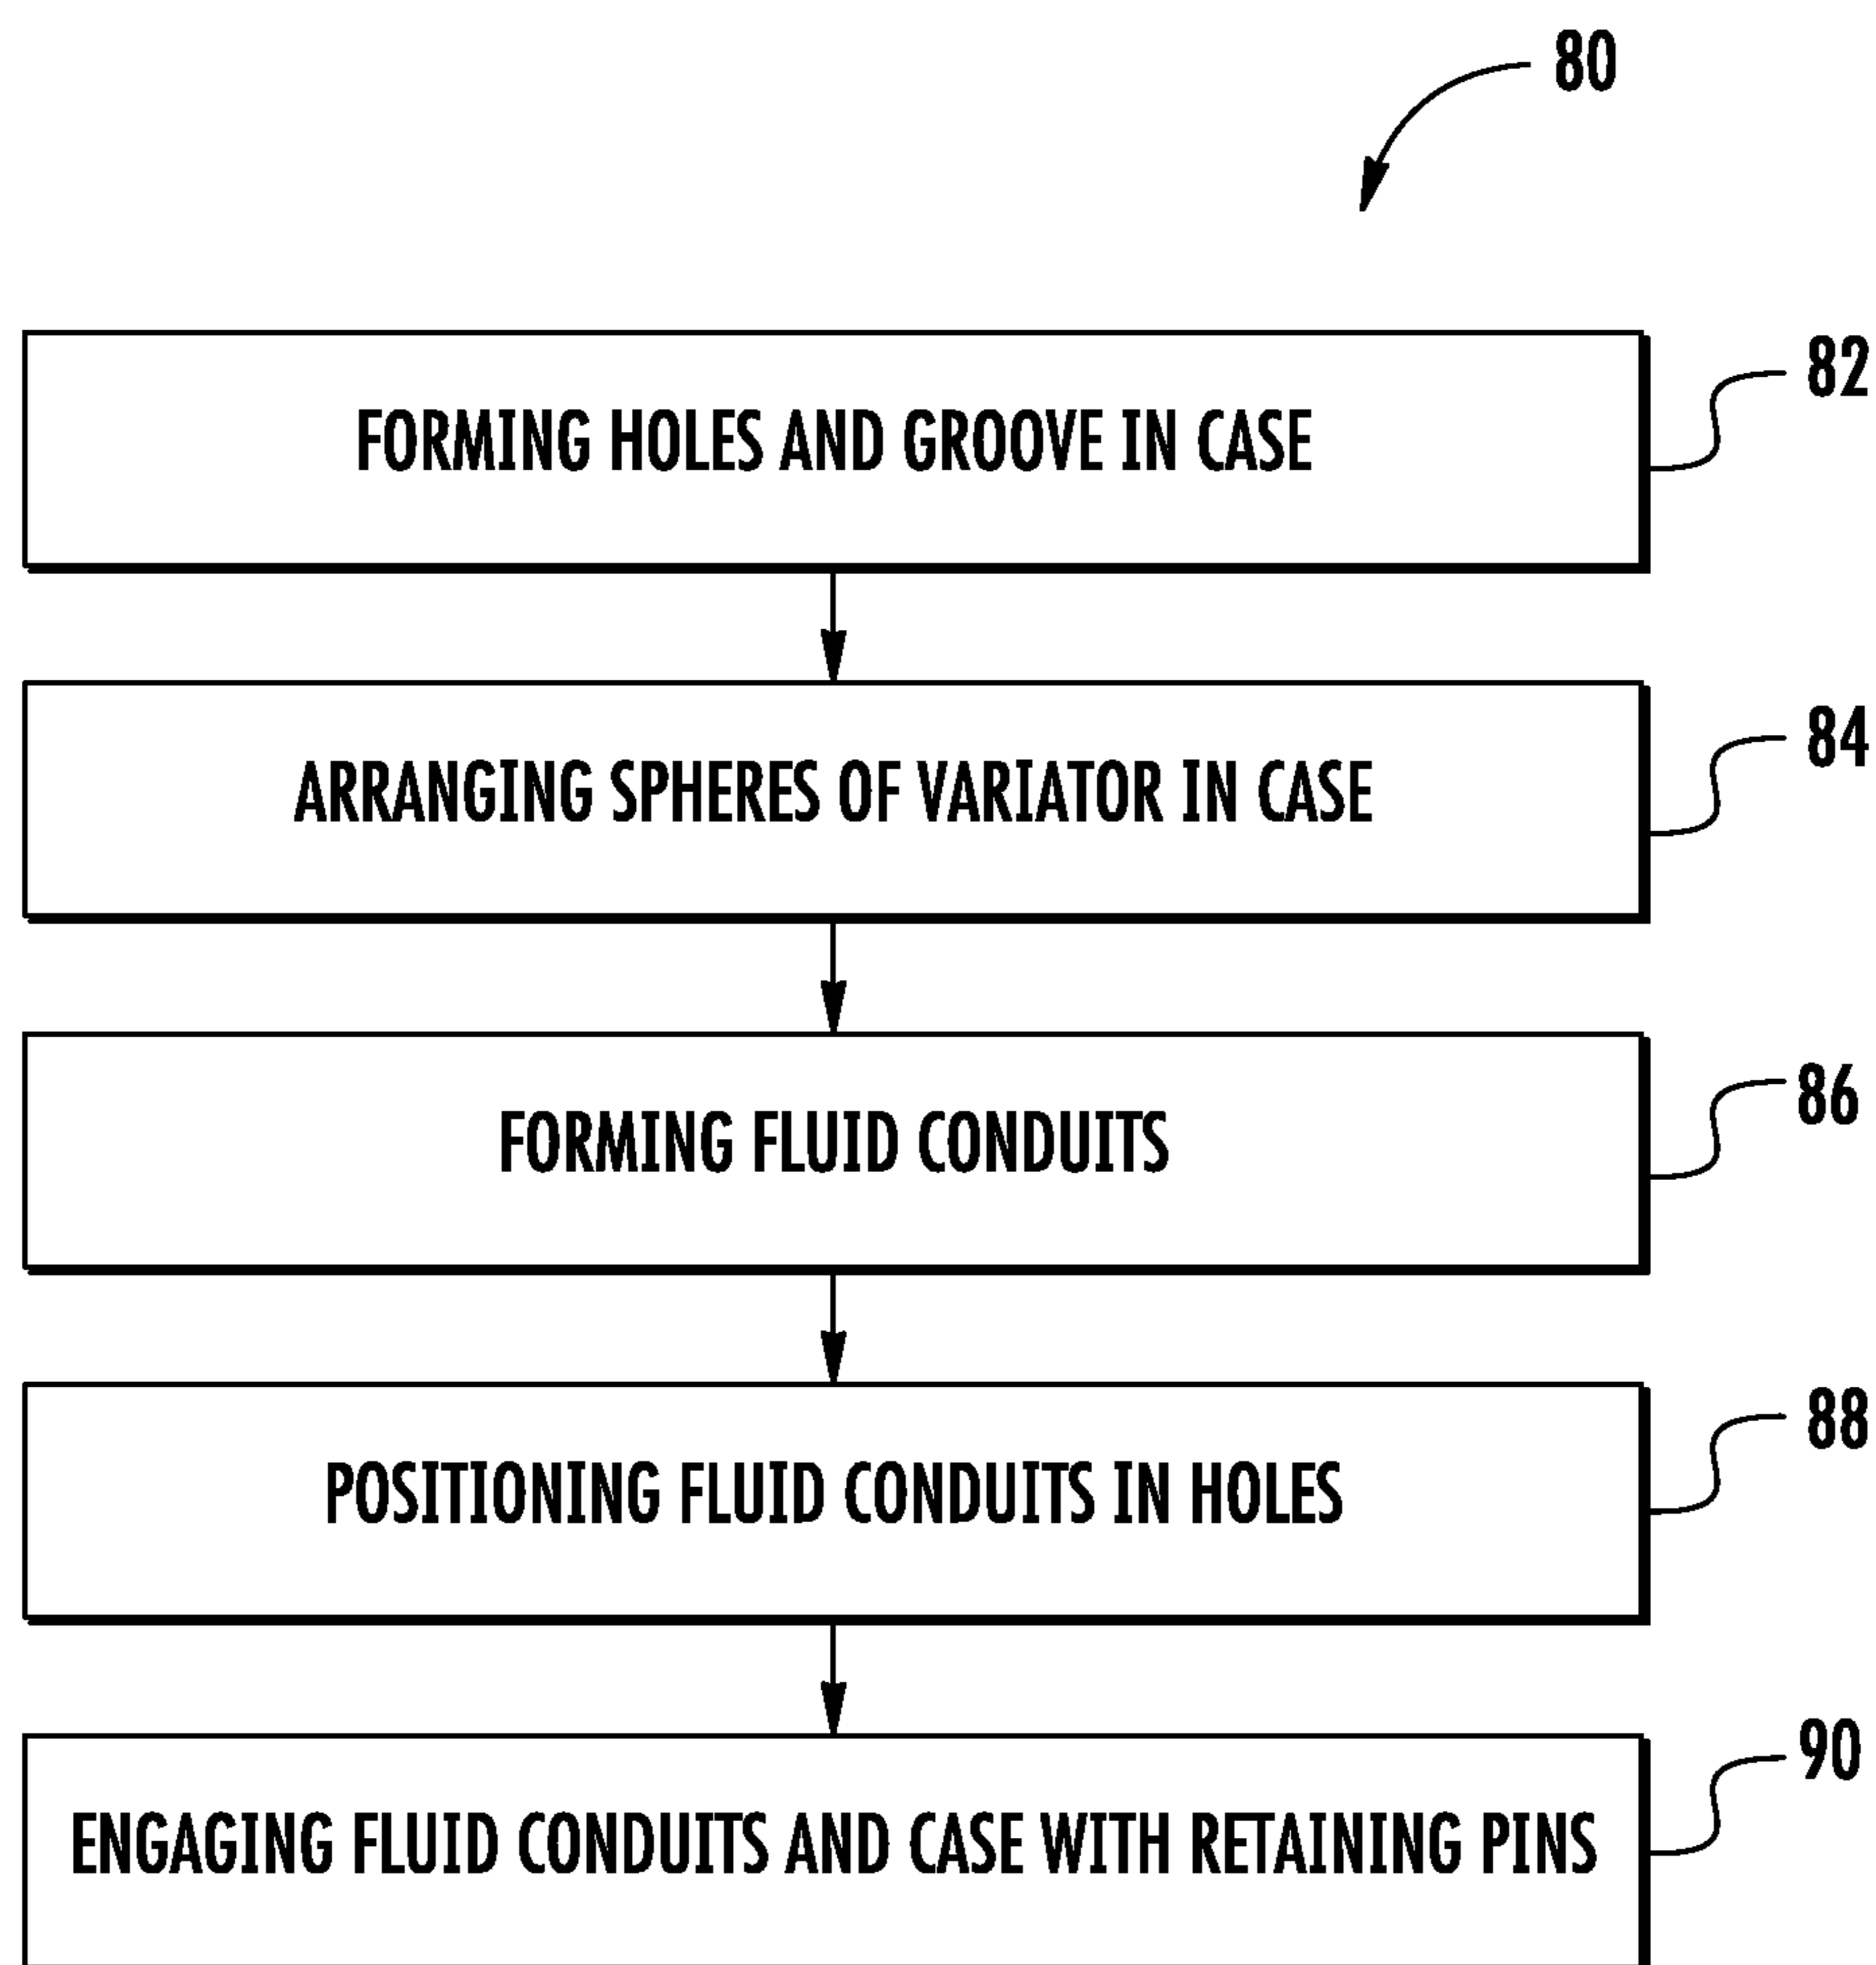 80
FORMING HOLES AND GROOVE IN CASE
82
ARRANGING SPHERES OF VARIATOR IN CASE
84
FORMING FLUID CONDUITS
86
POSITIONING FLUID CONDUITS IN HOLES
88
ENGAGING FLUID CONDUITS AND CASE WITH RETAINING PINS
90